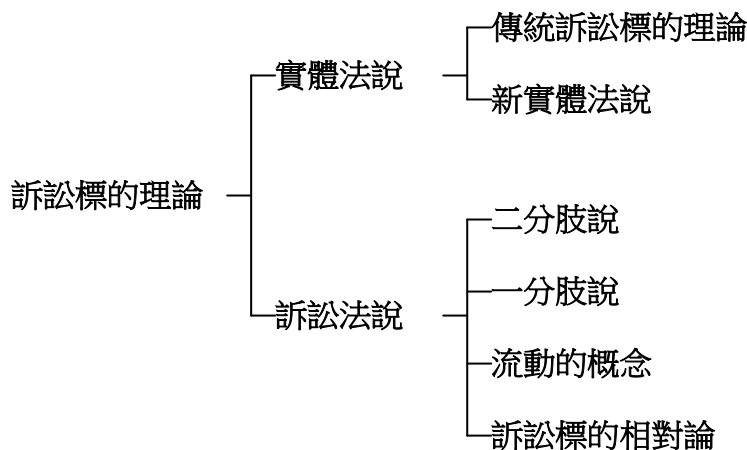 訴訟標的理論
實體法說
傳統訴訟標的理論
新實體法說
訴訟法說
二分肢說
一分肢說
流動的概念
訴訟標的相對論